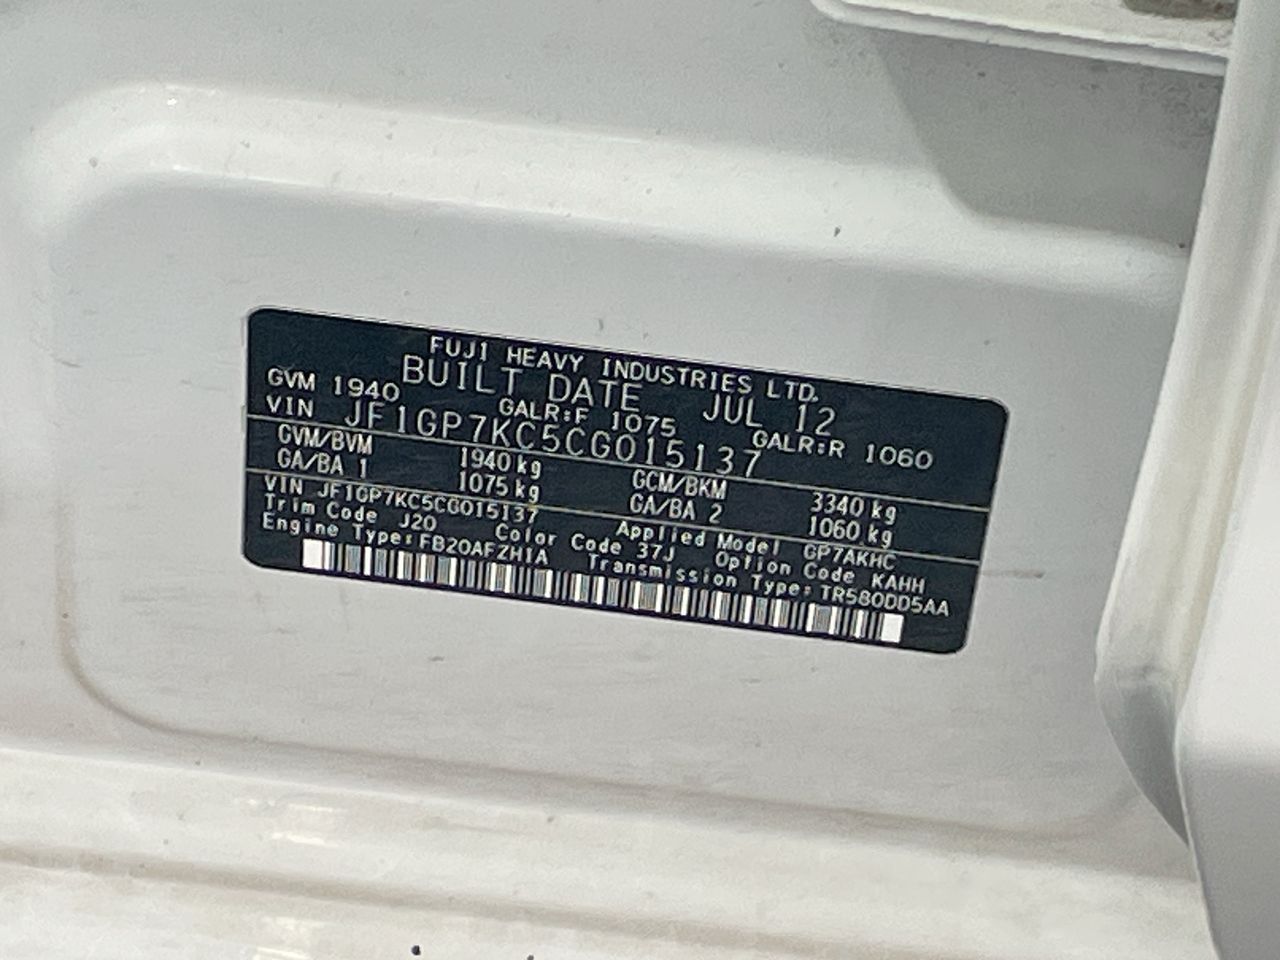 FUJI HEAVY INDUSTRIES LTD.
BUILT DATE JUL 12
GVM 1940 GALR:F 1075 GALR:R 1060
VIN JF1GP7KC5CG015137
GVM/BVM 1940 kg GCM/BKM 3340 kg
GA/BA 1 1075 kg GA/BA 2 1060 kg
VIN JF1GP7KC5CG015137 Applied Model GP7AKHC
Trim Code J20 Color Code 37J Option Code KAHH
Engine Type:FB20AFZH1A Transmission Type:TR580DD5AA